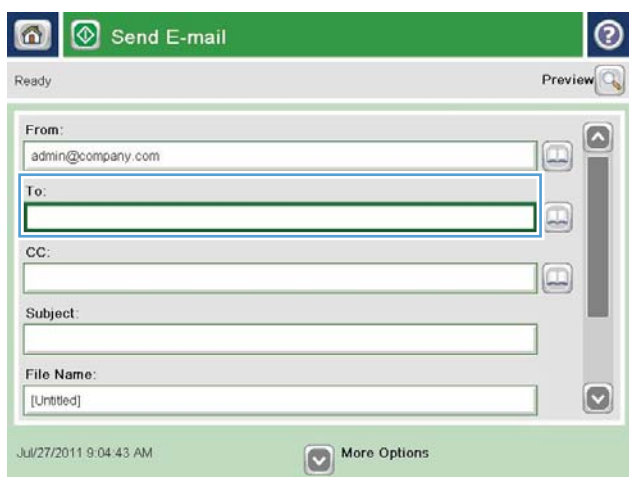 Send E-mail
?
Ready
Preview
From:
admin@company.com
To:
CC:
Subject:
File Name:
[Untitled]
Jul/27/2011 9:04:43 AM
More Options